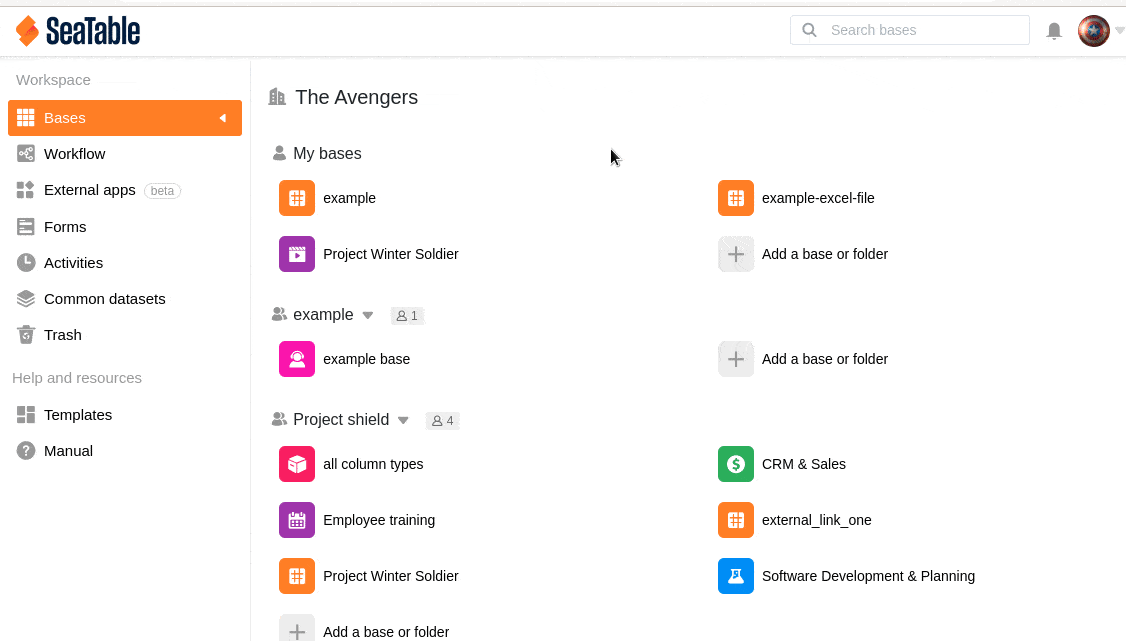 SeaTable
Search bases
Workspace
Bases
Workflow
External apps beta
Forms
Activities
Common datasets
Trash
Help and resources
Templates
Manual
The Avengers
My bases
example
example-excel-file
Project Winter Soldier
Add a base or folder
example 1
example base
Add a base or folder
Project shield 4
all column types
CRM & Sales
Employee training
external_link_one
Project Winter Soldier
Software Development & Planning
Add a base or folder